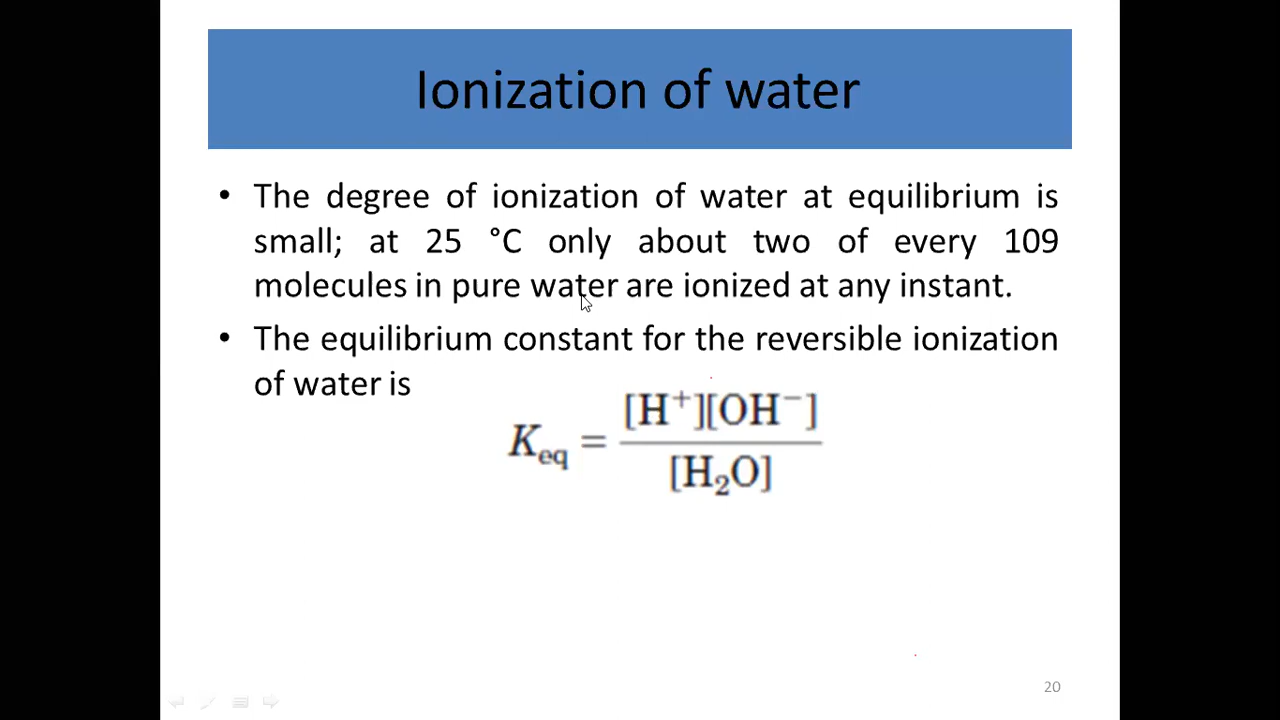 Ionization of water
• The degree of ionization of water at equilibrium is
small; at 25 °C only about two of every 109
molecules in pure water are ionized at any instant.
• The equilibrium constant for the reversible ionization
of water is
K_eq = [H⁺][OH⁻] / [H₂O]
20